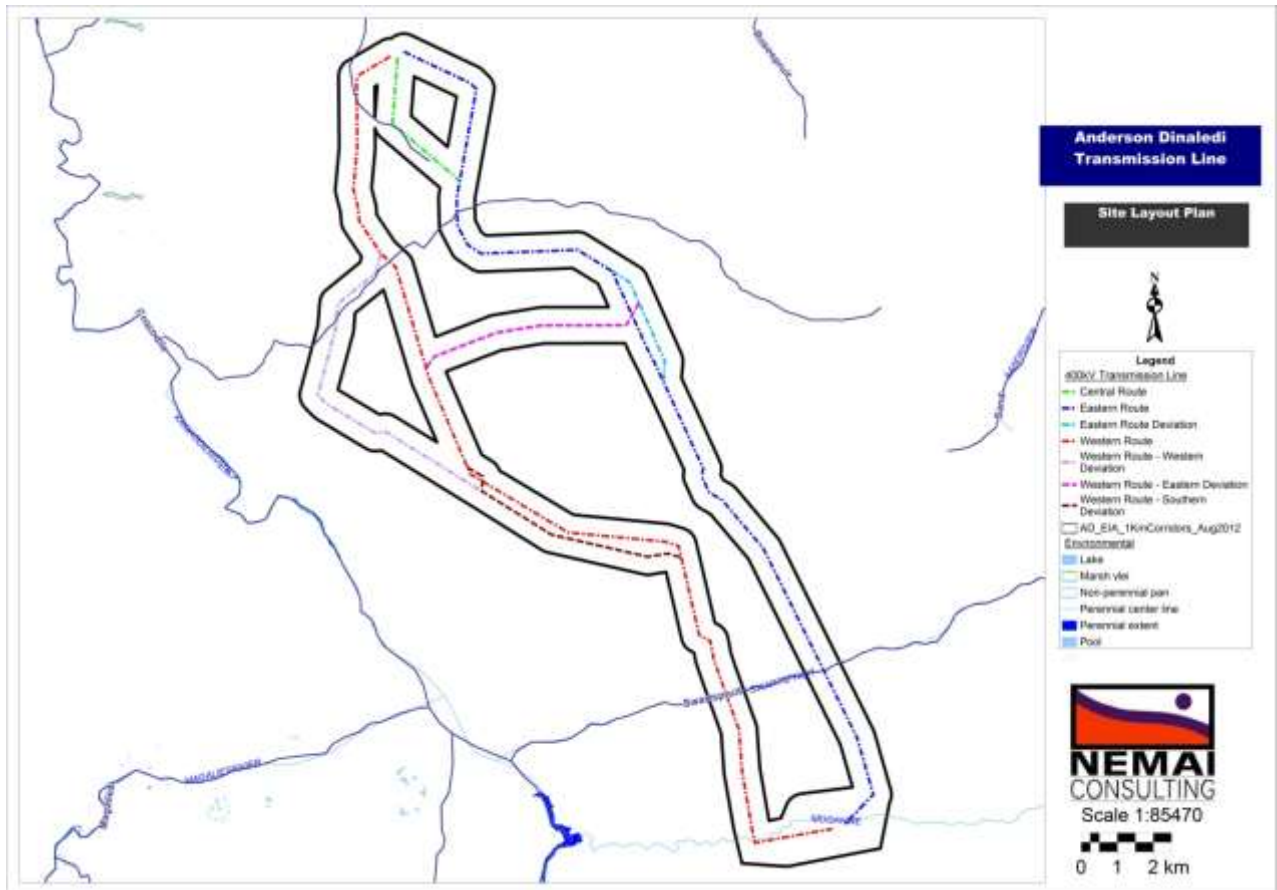 Anderson Dinaledi
Transmission Line
Site Layout Plan
N
Legend
400kV Transmission Line
Central Route
Eastern Route
Eastern Route Deviation
Western Route
Western Route - Western
Deviation
Western Route - Eastern Deviation
Western Route - Southern
Deviation
AD_EIA_1KmCorridors_Aug2012
Environmental
Lake
Marsh vlei
Non-perennial pan
Perennial center line
Perennial extent
Pool
NEMAI
CONSULTING
Scale 1:85470
0 1 2 km
Sand